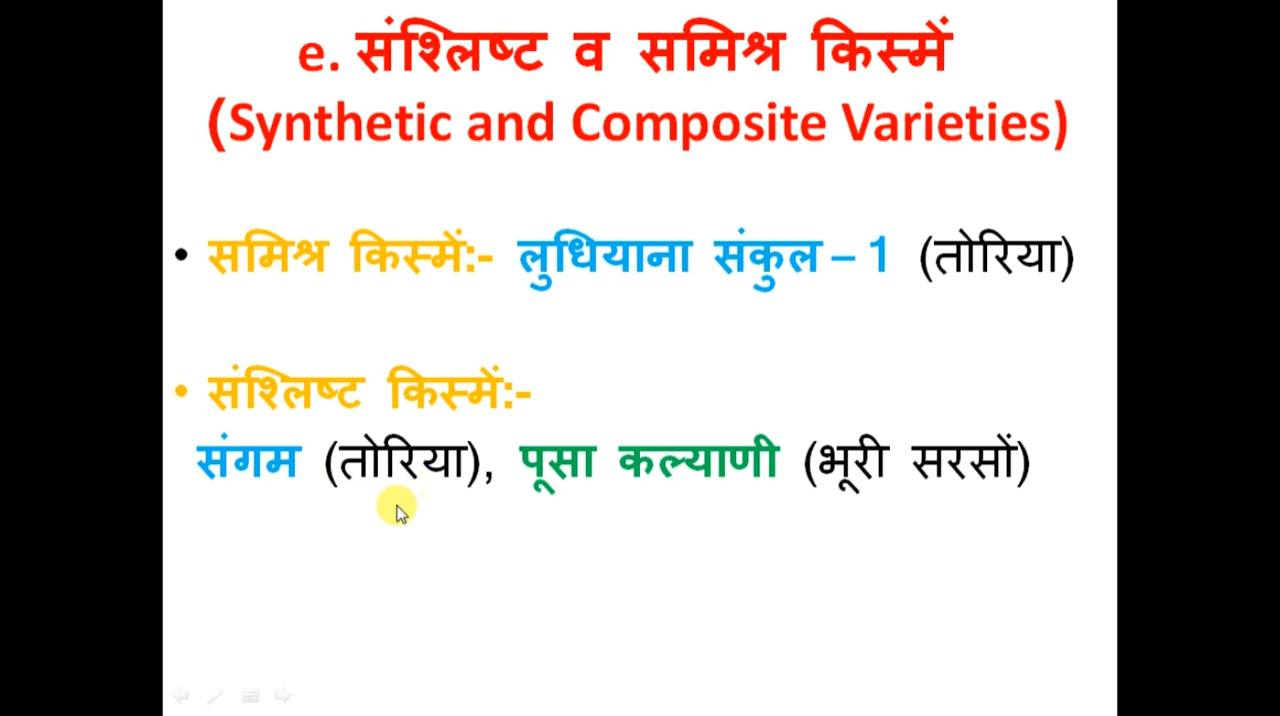 e. संश्लिष्ट व समिश्र किस्में
(Synthetic and Composite Varieties)
• समिश्र किस्में:- लुधियाना संकुल – 1 (तोरिया)
• संश्लिष्ट किस्में:-
संगम (तोरिया), पूसा कल्याणी (भूरी सरसों)